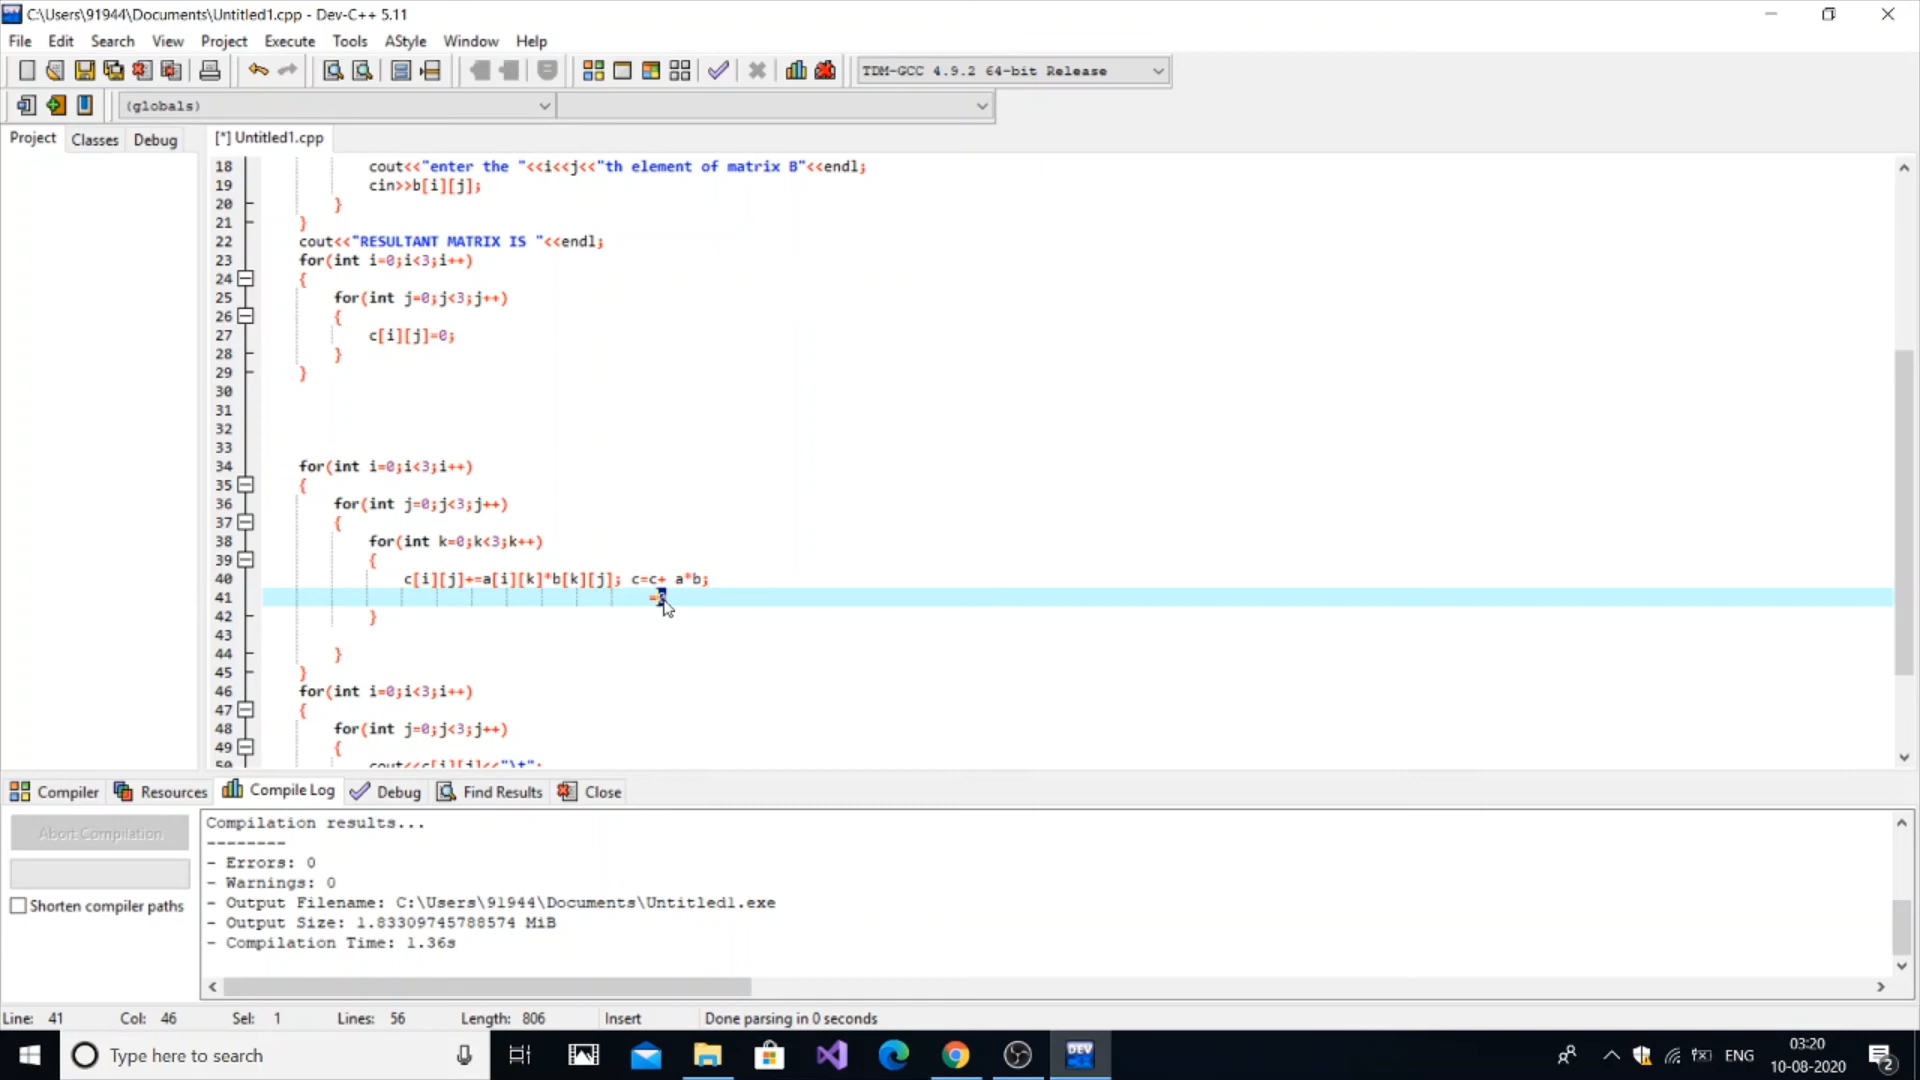 C:\Users\91944\Documents\Untitled1.cpp - Dev-C++ 5.11
File Edit Search View Project Execute Tools AStyle Window Help
TDM-GCC 4.9.2 64-bit Release
(globals)
Project Classes Debug [*] Untitled1.cpp
18 cout<<"enter the "<<i<<j<<"th element of matrix B"<<endl;
19 cin>>b[i][j];
20 }
21 }
22 cout<<"RESULTANT MATRIX IS "<<endl;
23 for(int i=0;i<3;i++)
24 {
25 for(int j=0;j<3;j++)
26 {
27 c[i][j]=0;
28 }
29 }
30
31
32
33
34 for(int i=0;i<3;i++)
35 {
36 for(int j=0;j<3;j++)
37 {
38 for(int k=0;k<3;k++)
39 {
40 c[i][j]+=a[i][k]*b[k][j]; c=c+ a*b;
41 =
42 }
43
44 }
45 }
46 for(int i=0;i<3;i++)
47 {
48 for(int j=0;j<3;j++)
49 {
50 cout<<c[i][j]<<"\t";
Compiler Resources Compile Log Debug Find Results Close
Abort Compilation
Shorten compiler paths
Compilation results...
--------
- Errors: 0
- Warnings: 0
- Output Filename: C:\Users\91944\Documents\Untitled1.exe
- Output Size: 1.83309745788574 MiB
- Compilation Time: 1.36s
Line: 41 Col: 46 Sel: 1 Lines: 56 Length: 806 Insert Done parsing in 0 seconds
Type here to search
DEV
ENG
03:20
10-08-2020
2